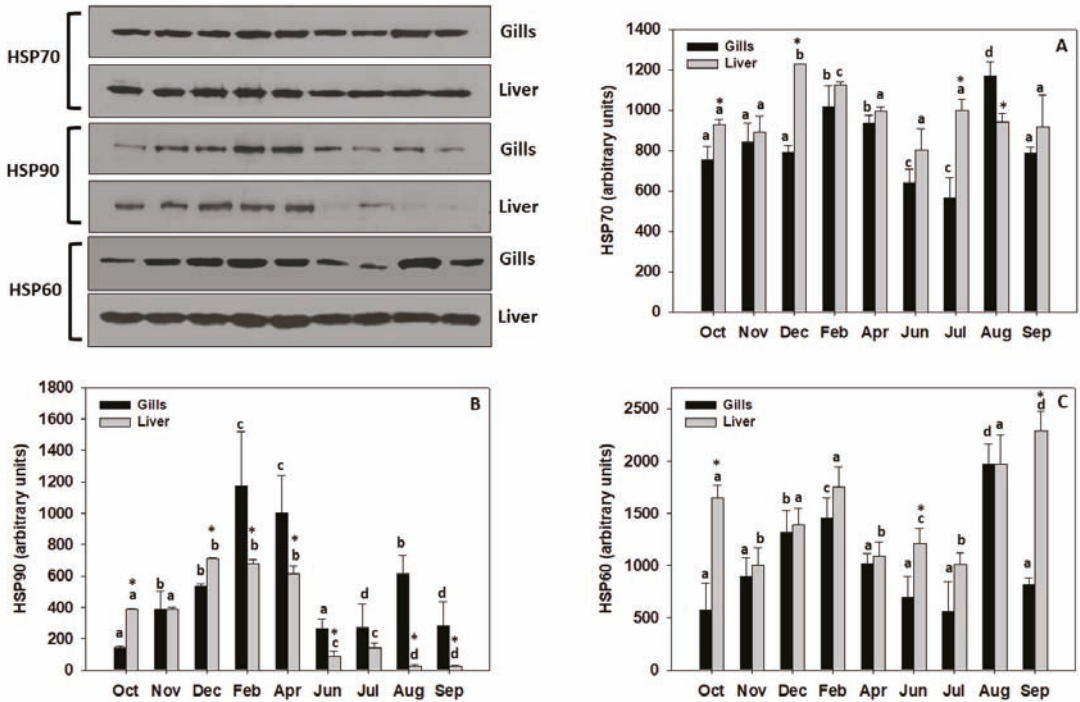 HSP70
Gills
Liver
HSP90
Gills
Liver
HSP60
Gills
Liver
A
Gills
Liver
HSP70 (arbitrary units)
1400
1200
1000
800
600
400
200
0
a * a
a a
b * b
b c
b a
c
c * a
d *
a a
Oct Nov Dec Feb Apr Jun Jul Aug Sep
B
Gills
Liver
HSP90 (arbitrary units)
1800
1600
1400
1200
1000
800
600
400
200
0
a * a
b a
b * b
c * b
c * b
a * c
d c
b * d
d * d
Oct Nov Dec Feb Apr Jun Jul Aug Sep
C
Gills
Liver
HSP60 (arbitrary units)
2500
2000
1500
1000
500
0
a * a
a b
b a
c a
a b
a * c
a b
d a
a * d
Oct Nov Dec Feb Apr Jun Jul Aug Sep